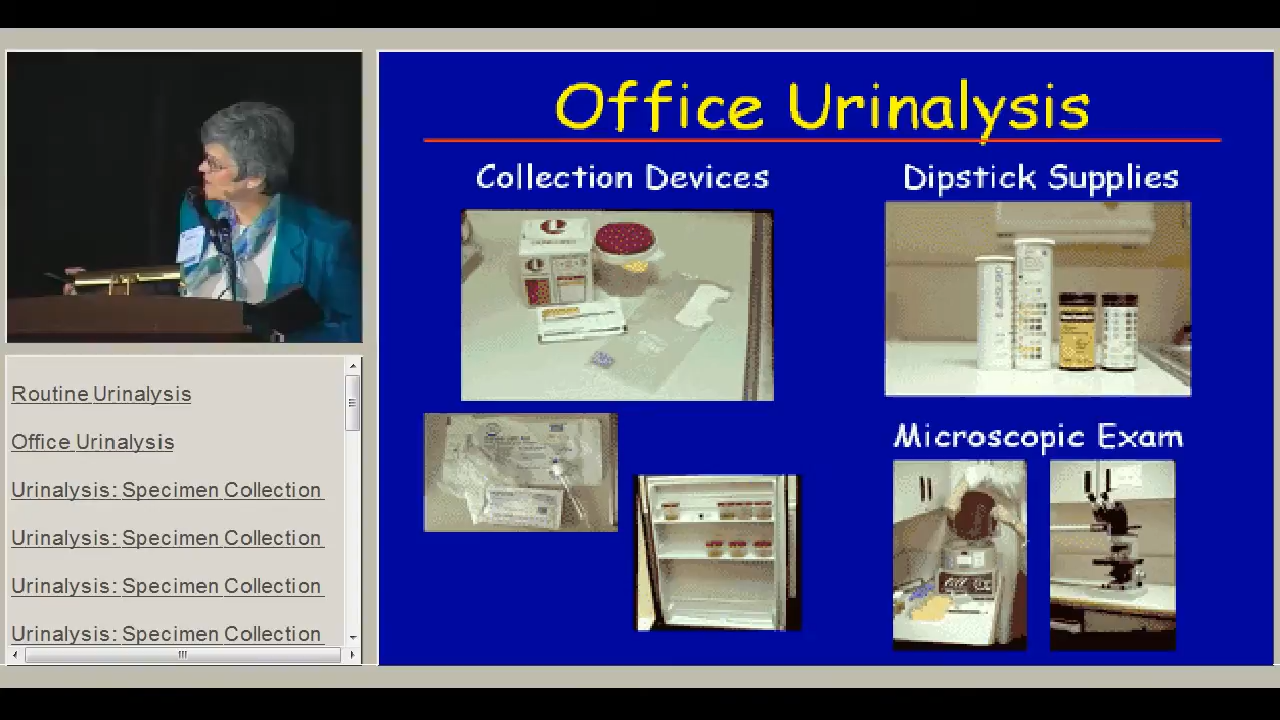 Office Urinalysis
Collection Devices
Dipstick Supplies
Microscopic Exam
Routine Urinalysis
Office Urinalysis
Urinalysis: Specimen Collection
Urinalysis: Specimen Collection
Urinalysis: Specimen Collection
Urinalysis: Specimen Collection